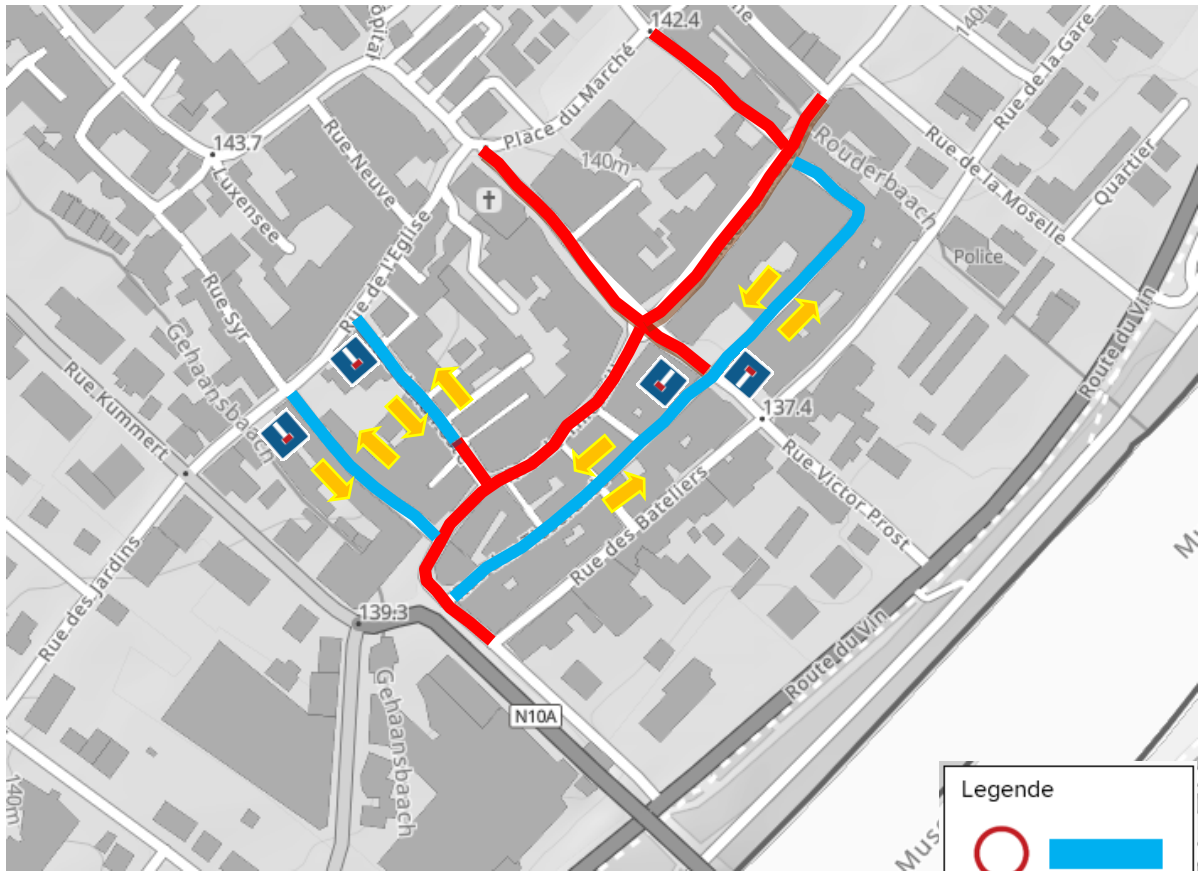 142.4
140m
Place du Marché
Rue de la Gare
143.7
Rue Neuve
140m
Rouderbach
Rue de la Moselle
Quartier
Luxensee
Rue de l'Eglise
Police
Rue Syr
Gehaansbaach
Route du Vin
Rue Kummert
137.4
Rue Victor Prost
Rue des Bateliers
Rue des Jardins
139.3
Route du Vin
Gehaansbaach
N10A
140m
Legende